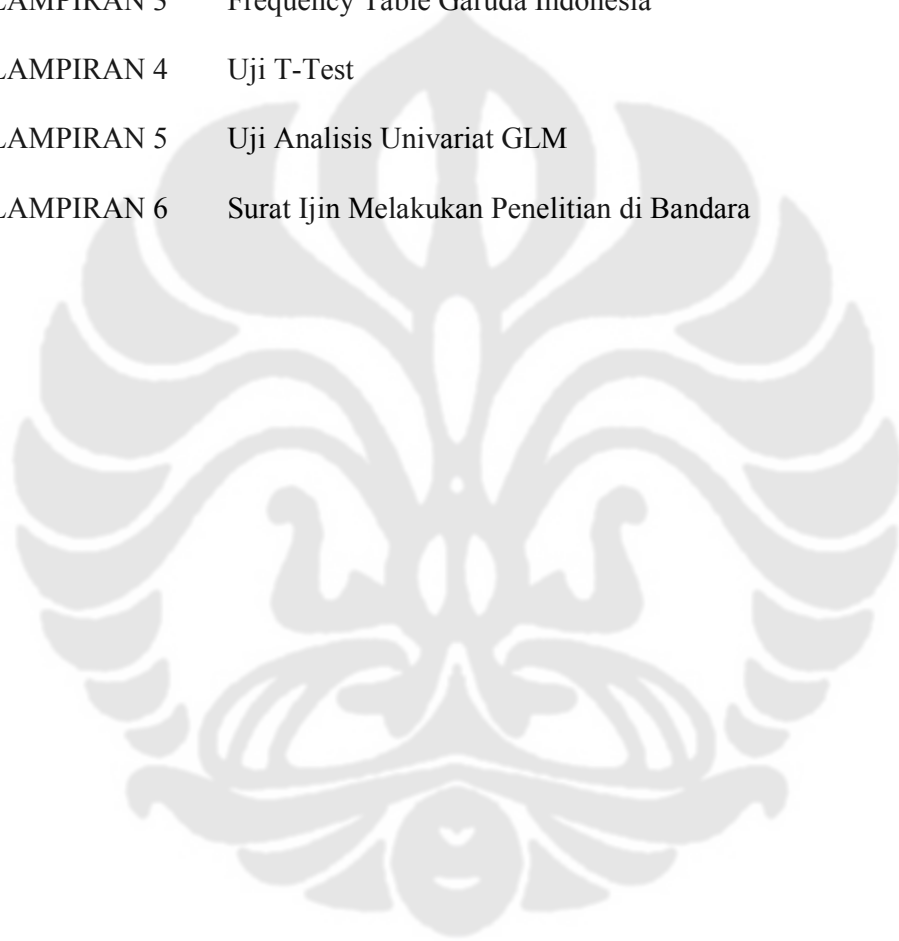 LAMPIRAN 3 Frequency Table Garuda Indonesia
LAMPIRAN 4 Uji T-Test
LAMPIRAN 5 Uji Analisis Univariat GLM
LAMPIRAN 6 Surat Ijin Melakukan Penelitian di Bandara